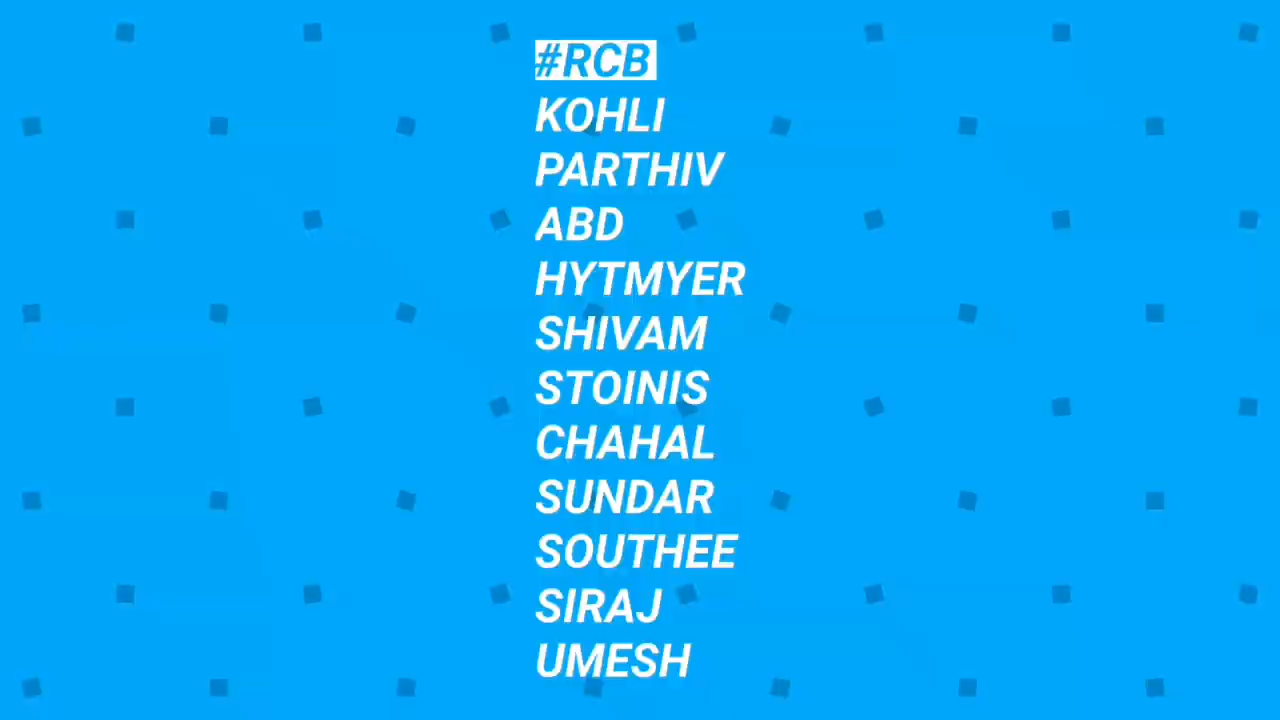 #RCB
KOHLI
PARTHIV
ABD
HYTMYER
SHIVAM
STOINIS
CHAHAL
SUNDAR
SOUTHEE
SIRAJ
UMESH